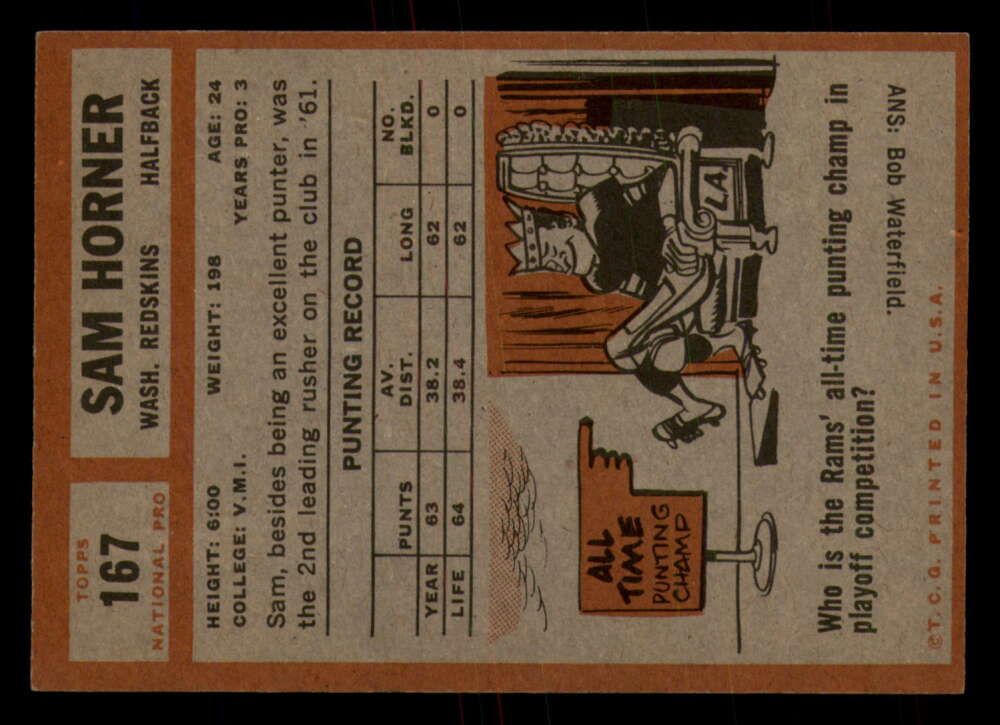 TOPPS
167
NATIONAL PRO
SAM HORNER
WASH. REDSKINS HALFBACK
HEIGHT: 6:00 WEIGHT: 198 AGE: 24
COLLEGE: V.M.I. YEARS PRO: 3
Sam, besides being an excellent punter, was
the 2nd leading rusher on the club in '61.
PUNTING RECORD
PUNTS AV. DIST. LONG NO. BLKD.
YEAR 63 38.2 62 0
LIFE 64 38.4 62 0
ALL
TIME
PUNTING
CHAMP
L.A.
Who is the Rams' all-time punting champ in
playoff competition?
ANS: Bob Waterfield.
©T. C. G. PRINTED IN U.S.A.